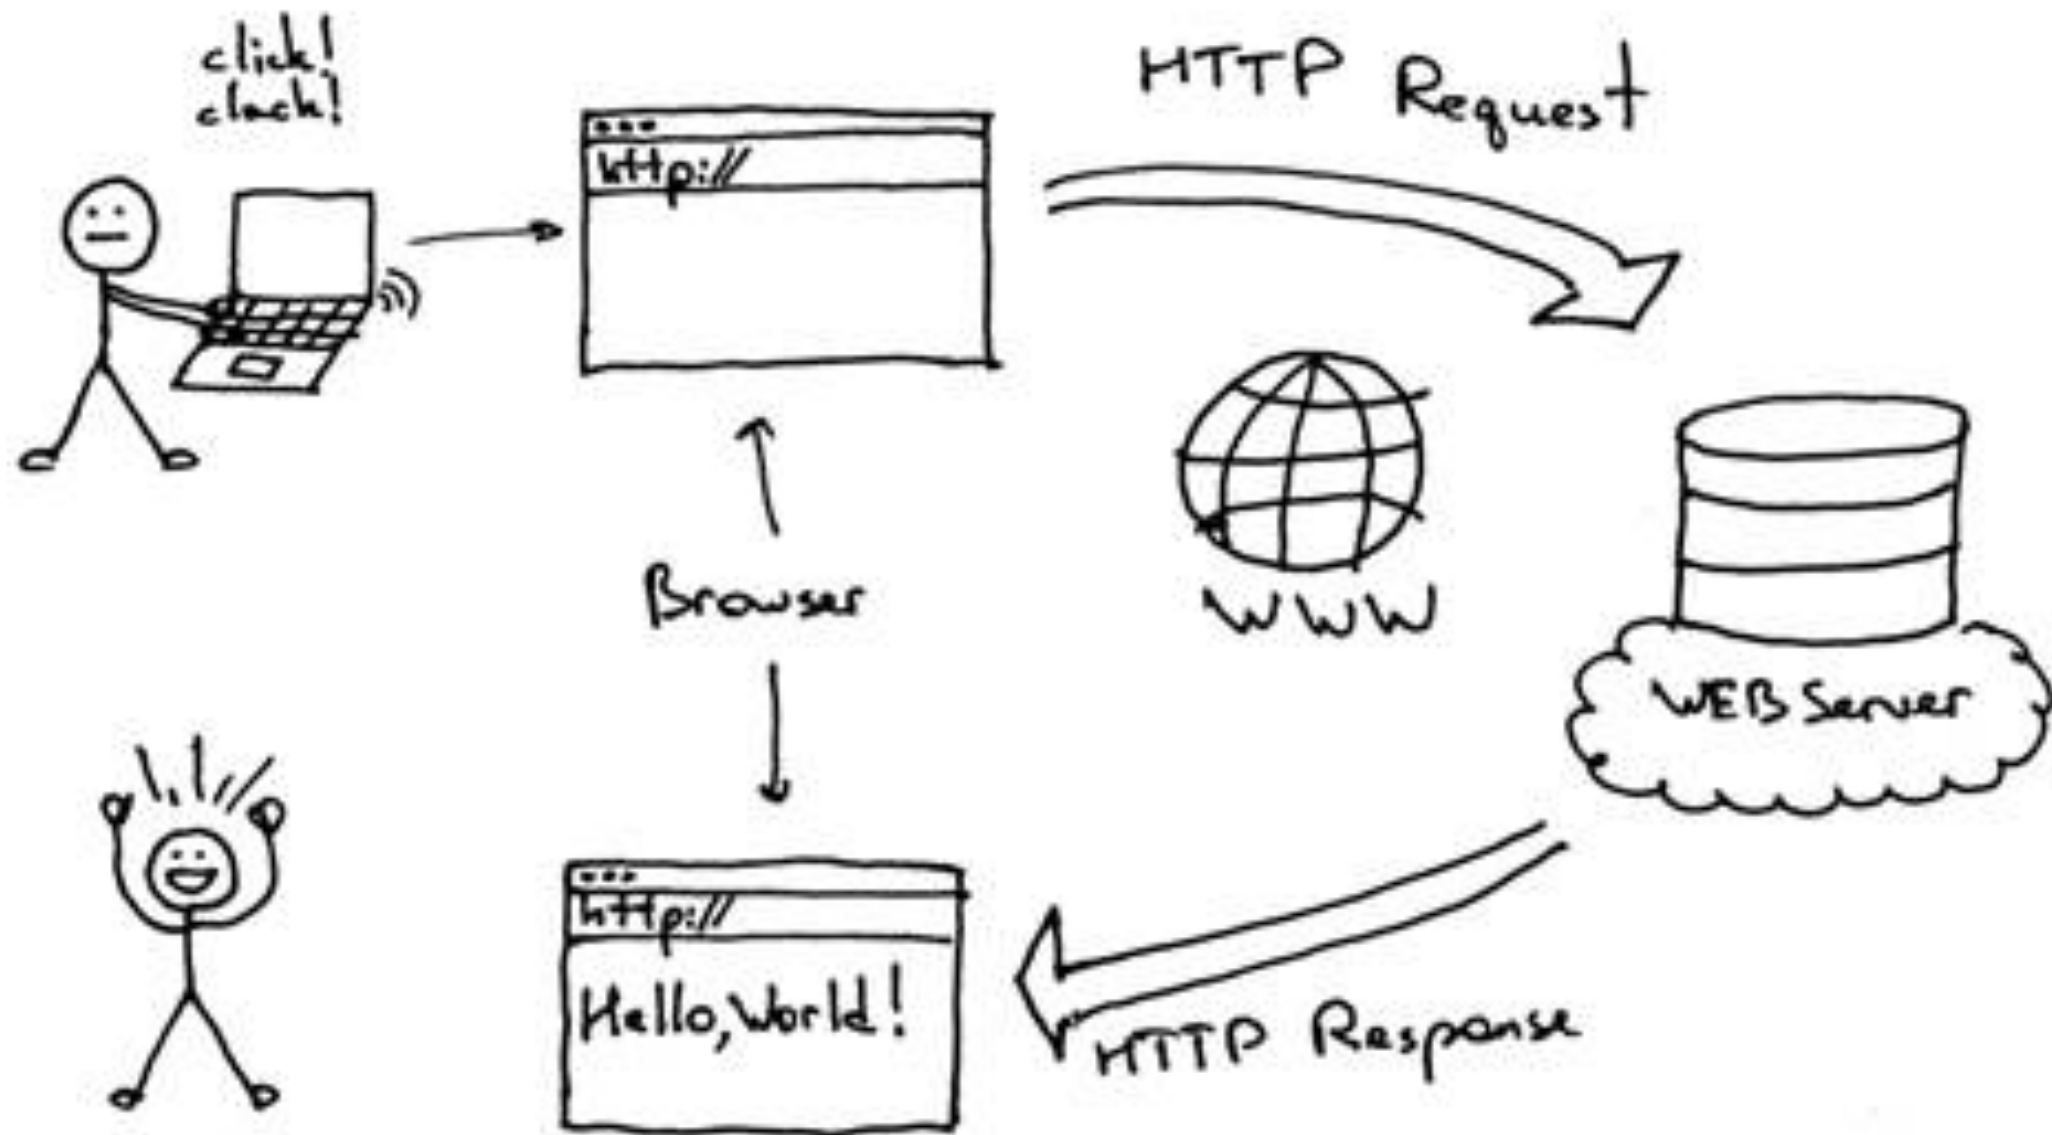 click!
clack!
HTTP Request
http://
WWW
Browser
WEB Server
http://
Hello, World!
HTTP Response